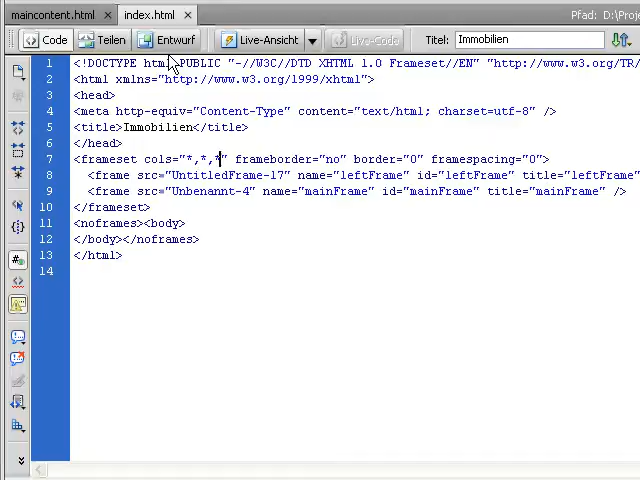 maincontent.html × index.html ×
Pfad: D:\Proj
Code Teilen Entwurf Live-Ansicht Live-Code Titel: Immobilien
1 <!DOCTYPE html PUBLIC "-//W3C//DTD XHTML 1.0 Frameset//EN" "http://www.w3.org/TR/
2 <html xmlns="http://www.w3.org/1999/xhtml">
3 <head>
4 <meta http-equiv="Content-Type" content="text/html; charset=utf-8" />
5 <title>Immobilien</title>
6 </head>
7 <frameset cols="*,*,*" frameborder="no" border="0" framespacing="0">
8 <frame src="UntitledFrame-17" name="leftFrame" id="leftFrame" title="leftFrame"
9 <frame src="Unbenannt-4" name="mainFrame" id="mainFrame" title="mainFrame" />
10 </frameset>
11 <noframes><body>
12 </body></noframes>
13 </html>
14